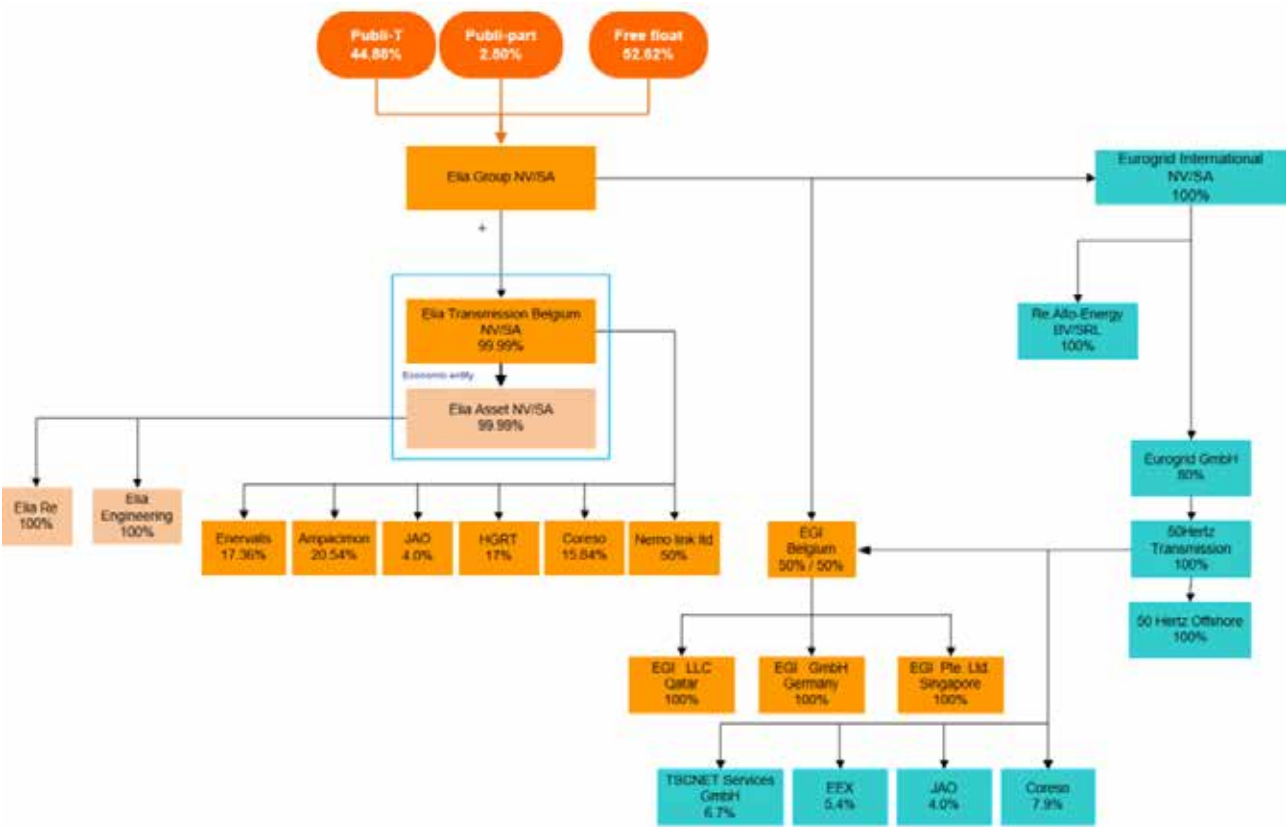 Publi-T
44.88%
Publi-part
2.50%
Free float
52.62%
Elia Group NV/SA
Eurogrid International
NV/SA
100%
+
Elia Transmission Belgium
NV/SA
99.99%
Economic entity
Elia Asset NV/SA
99.99%
Re.Alto-Energy
BV/SRL
100%
Eurogrid GmbH
80%
Elia Re
100%
Elia
Engineering
100%
Enervalis
17.36%
Ampacimon
20.54%
JAO
4.0%
HGRT
17%
Coreso
15.84%
Nemo link ltd
50%
EGI
Belgium
50% / 50%
50Hertz
Transmission
100%
50 Hertz Offshore
100%
EGI LLC
Qatar
100%
EGI GmbH
Germany
100%
EGI Pte. Ltd.
Singapore
100%
TSCNET Services
GmbH
6.7%
EEX
5.4%
JAO
4.0%
Coreso
7.9%